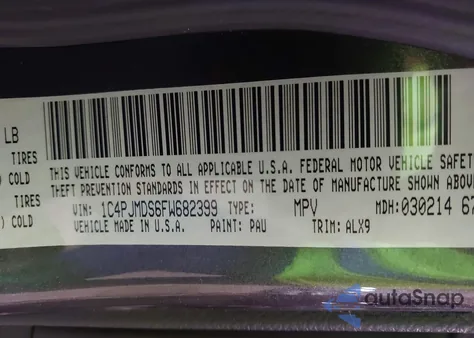 LB
TIRES
) COLD
TIRES
) COLD
THIS VEHICLE CONFORMS TO ALL APPLICABLE U.S.A. FEDERAL MOTOR VEHICLE SAFET
THEFT PREVENTION STANDARDS IN EFFECT ON THE DATE OF MANUFACTURE SHOWN ABOVE
VIN: 1C4PJMDS6FW682399 TYPE: MPV MDH:030214 67
VEHICLE MADE IN U.S.A. PAINT: PAU TRIM: ALX9
autoSnap